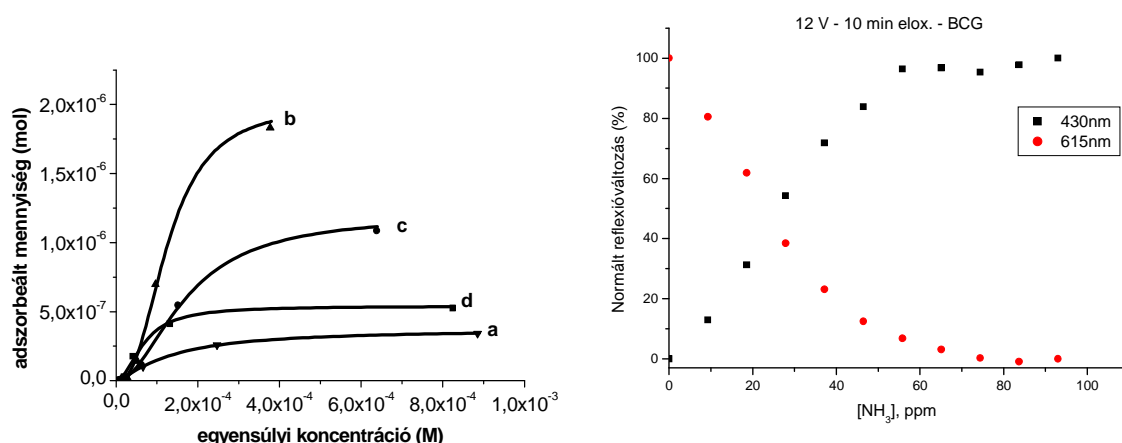 adszorbeált mennyiség (mol)
2,0x10⁻⁶
1,5x10⁻⁶
1,0x10⁻⁶
5,0x10⁻⁷
0,0
b
c
d
a
0,0
2,0x10⁻⁴
4,0x10⁻⁴
6,0x10⁻⁴
8,0x10⁻⁴
1,0x10⁻³
egyensúlyi koncentráció (M)
12 V - 10 min elox. - BCG
Normált reflexióváltozás (%)
100
80
60
40
20
0
430nm
615nm
0
20
40
60
80
100
[NH₃], ppm